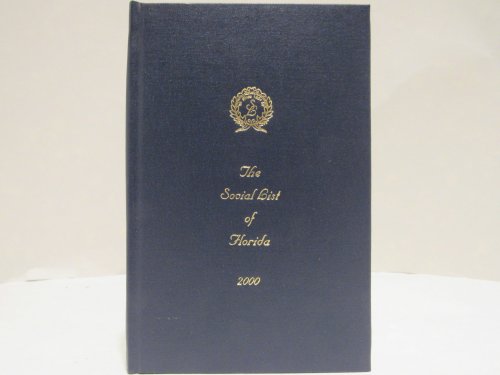 The
Social List
of
Florida
2000